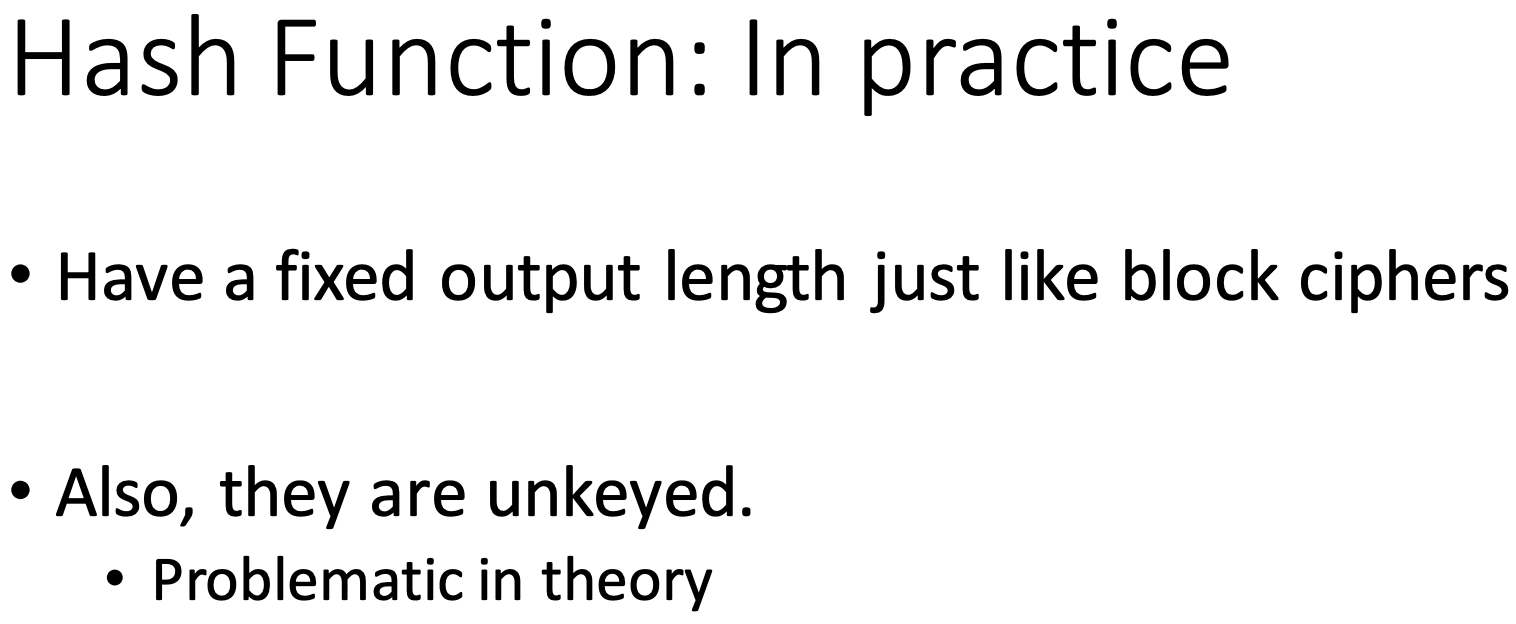 Hash Function: In practice
• Have a fixed output length just like block ciphers
• Also, they are unkeyed.
• Problematic in theory